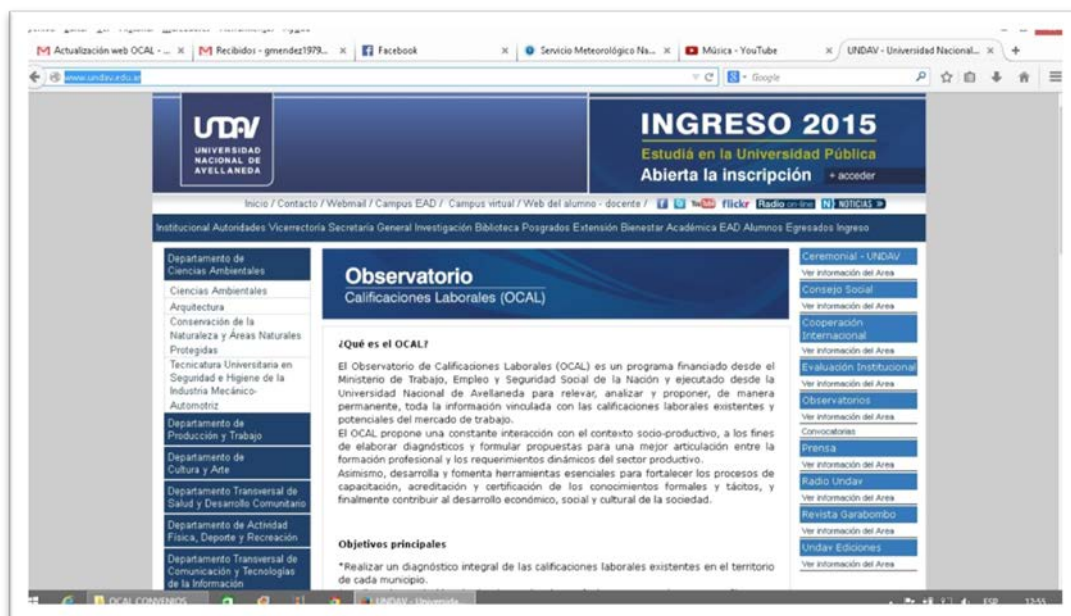 Actualización web OCAL - ...
Recibidos - gmendez1979...
Facebook
Servicio Meteorológico Na...
Música - YouTube
UNDAV - Universidad Nacional...
www.undav.edu.ar
Google
UNDAV
UNIVERSIDAD
NACIONAL DE
AVELLANEDA
INGRESO 2015
Estudiá en la Universidad Pública
Abierta la inscripción + acceder
Inicio / Contacto / Webmail / Campus EAD / Campus virtual / Web del alumno - docente / YouTube flickr Radio on-line N) NOTICIAS »
Institucional Autoridades Vicerrectoría Secretaría General Investigación Biblioteca Posgrados Extensión Bienestar Académica EAD Alumnos Egresados Ingreso
Departamento de
Ciencias Ambientales
Ciencias Ambientales
Arquitectura
Conservación de la
Naturaleza y Áreas Naturales
Protegidas
Tecnicatura Universitaria en
Seguridad e Higiene de la
Industria Mecánico-
Automotriz
Departamento de
Producción y Trabajo
Departamento de
Cultura y Arte
Departamento Transversal de
Salud y Desarrollo Comunitario
Departamento de Actividad
Física, Deporte y Recreación
Departamento Transversal de
Comunicación y Tecnologías
de la Información
Observatorio
Calificaciones Laborales (OCAL)
¿Qué es el OCAL?
El Observatorio de Calificaciones Laborales (OCAL) es un programa financiado desde el
Ministerio de Trabajo, Empleo y Seguridad Social de la Nación y ejecutado desde la
Universidad Nacional de Avellaneda para relevar, analizar y proponer, de manera
permanente, toda la información vinculada con las calificaciones laborales existentes y
potenciales del mercado de trabajo.
El OCAL propone una constante interacción con el contexto socio-productivo, a los fines
de elaborar diagnósticos y formular propuestas para una mejor articulación entre la
formación profesional y los requerimientos dinámicos del sector productivo.
Asimismo, desarrolla y fomenta herramientas esenciales para fortalecer los procesos de
capacitación, acreditación y certificación de los conocimientos formales y tácitos, y
finalmente contribuir al desarrollo económico, social y cultural de la sociedad.
Objetivos principales
*Realizar un diagnóstico integral de las calificaciones laborales existentes en el territorio
de cada municipio.
Ceremonial - UNDAV
Ver información del Area
Consejo Social
Ver información del Area
Cooperación
Internacional
Ver información del Area
Evaluación Institucional
Ver información del Area
Observatorios
Ver información del Area
Convocatorias
Prensa
Ver información del Area
Radio Undav
Ver información del Area
Revista Garabombo
Ver información del Area
Undav Ediciones
Ver información del Area
OCAL CONVENIOS
UNDAV - Universida...
ESP
12:55